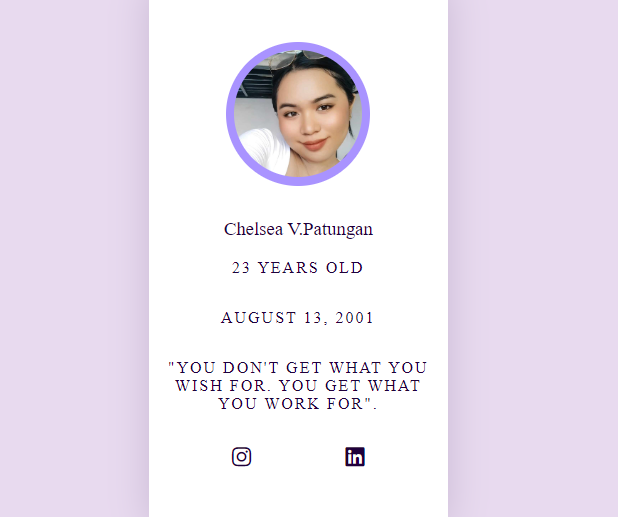 Chelsea V.Patungan
23 YEARS OLD
AUGUST 13, 2001
"YOU DON'T GET WHAT YOU
WISH FOR. YOU GET WHAT
YOU WORK FOR".